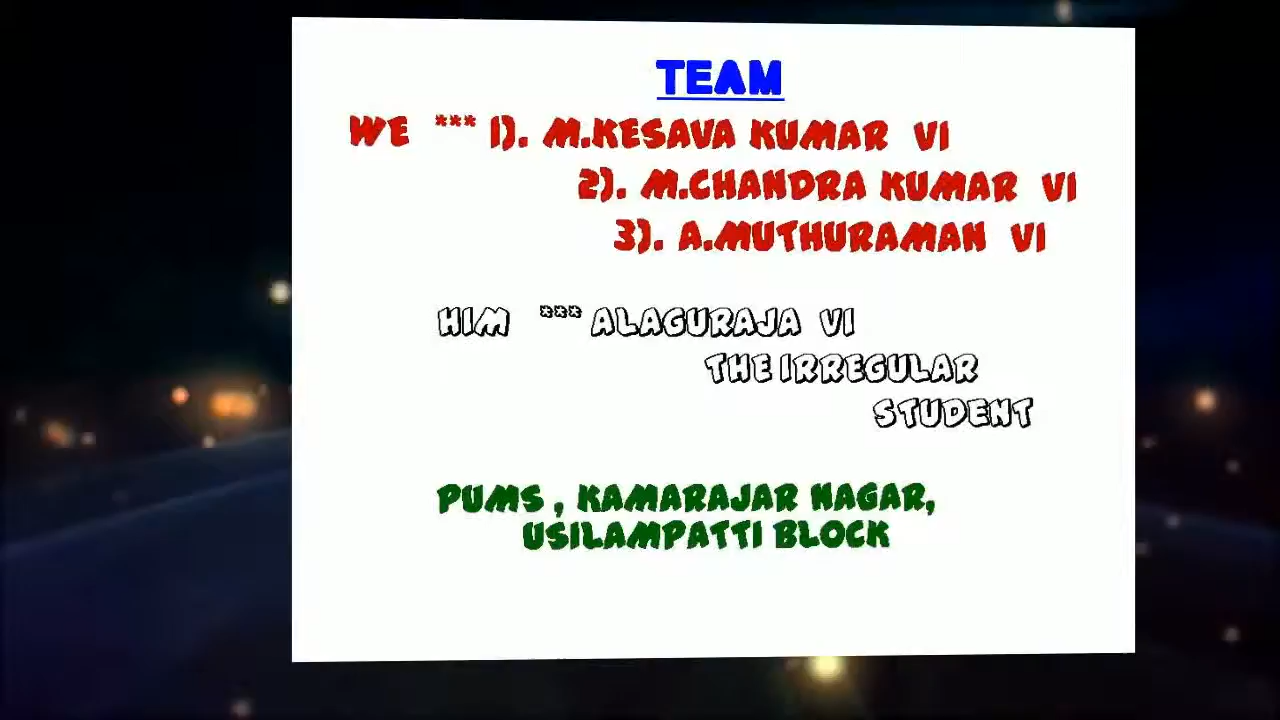 TEAM
WE *** 1). M.KESAVA KUMAR VI
2). M.CHANDRA KUMAR VI
3). A.MUTHURAMAN VI
HIM *** ALAGURAJA VI
THE IRREGULAR
STUDENT
PUMS , KAMARAJAR NAGAR,
USILAMPATTI BLOCK